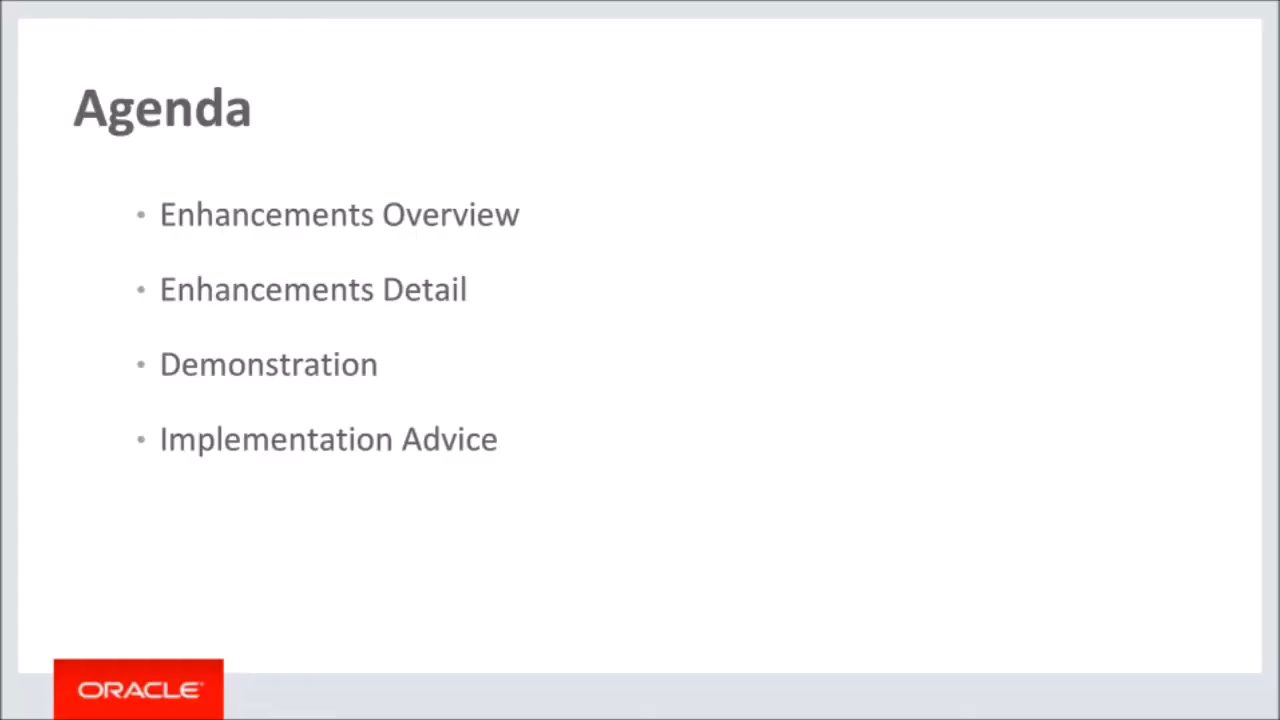 Agenda
• Enhancements Overview
• Enhancements Detail
• Demonstration
• Implementation Advice
ORACLE®